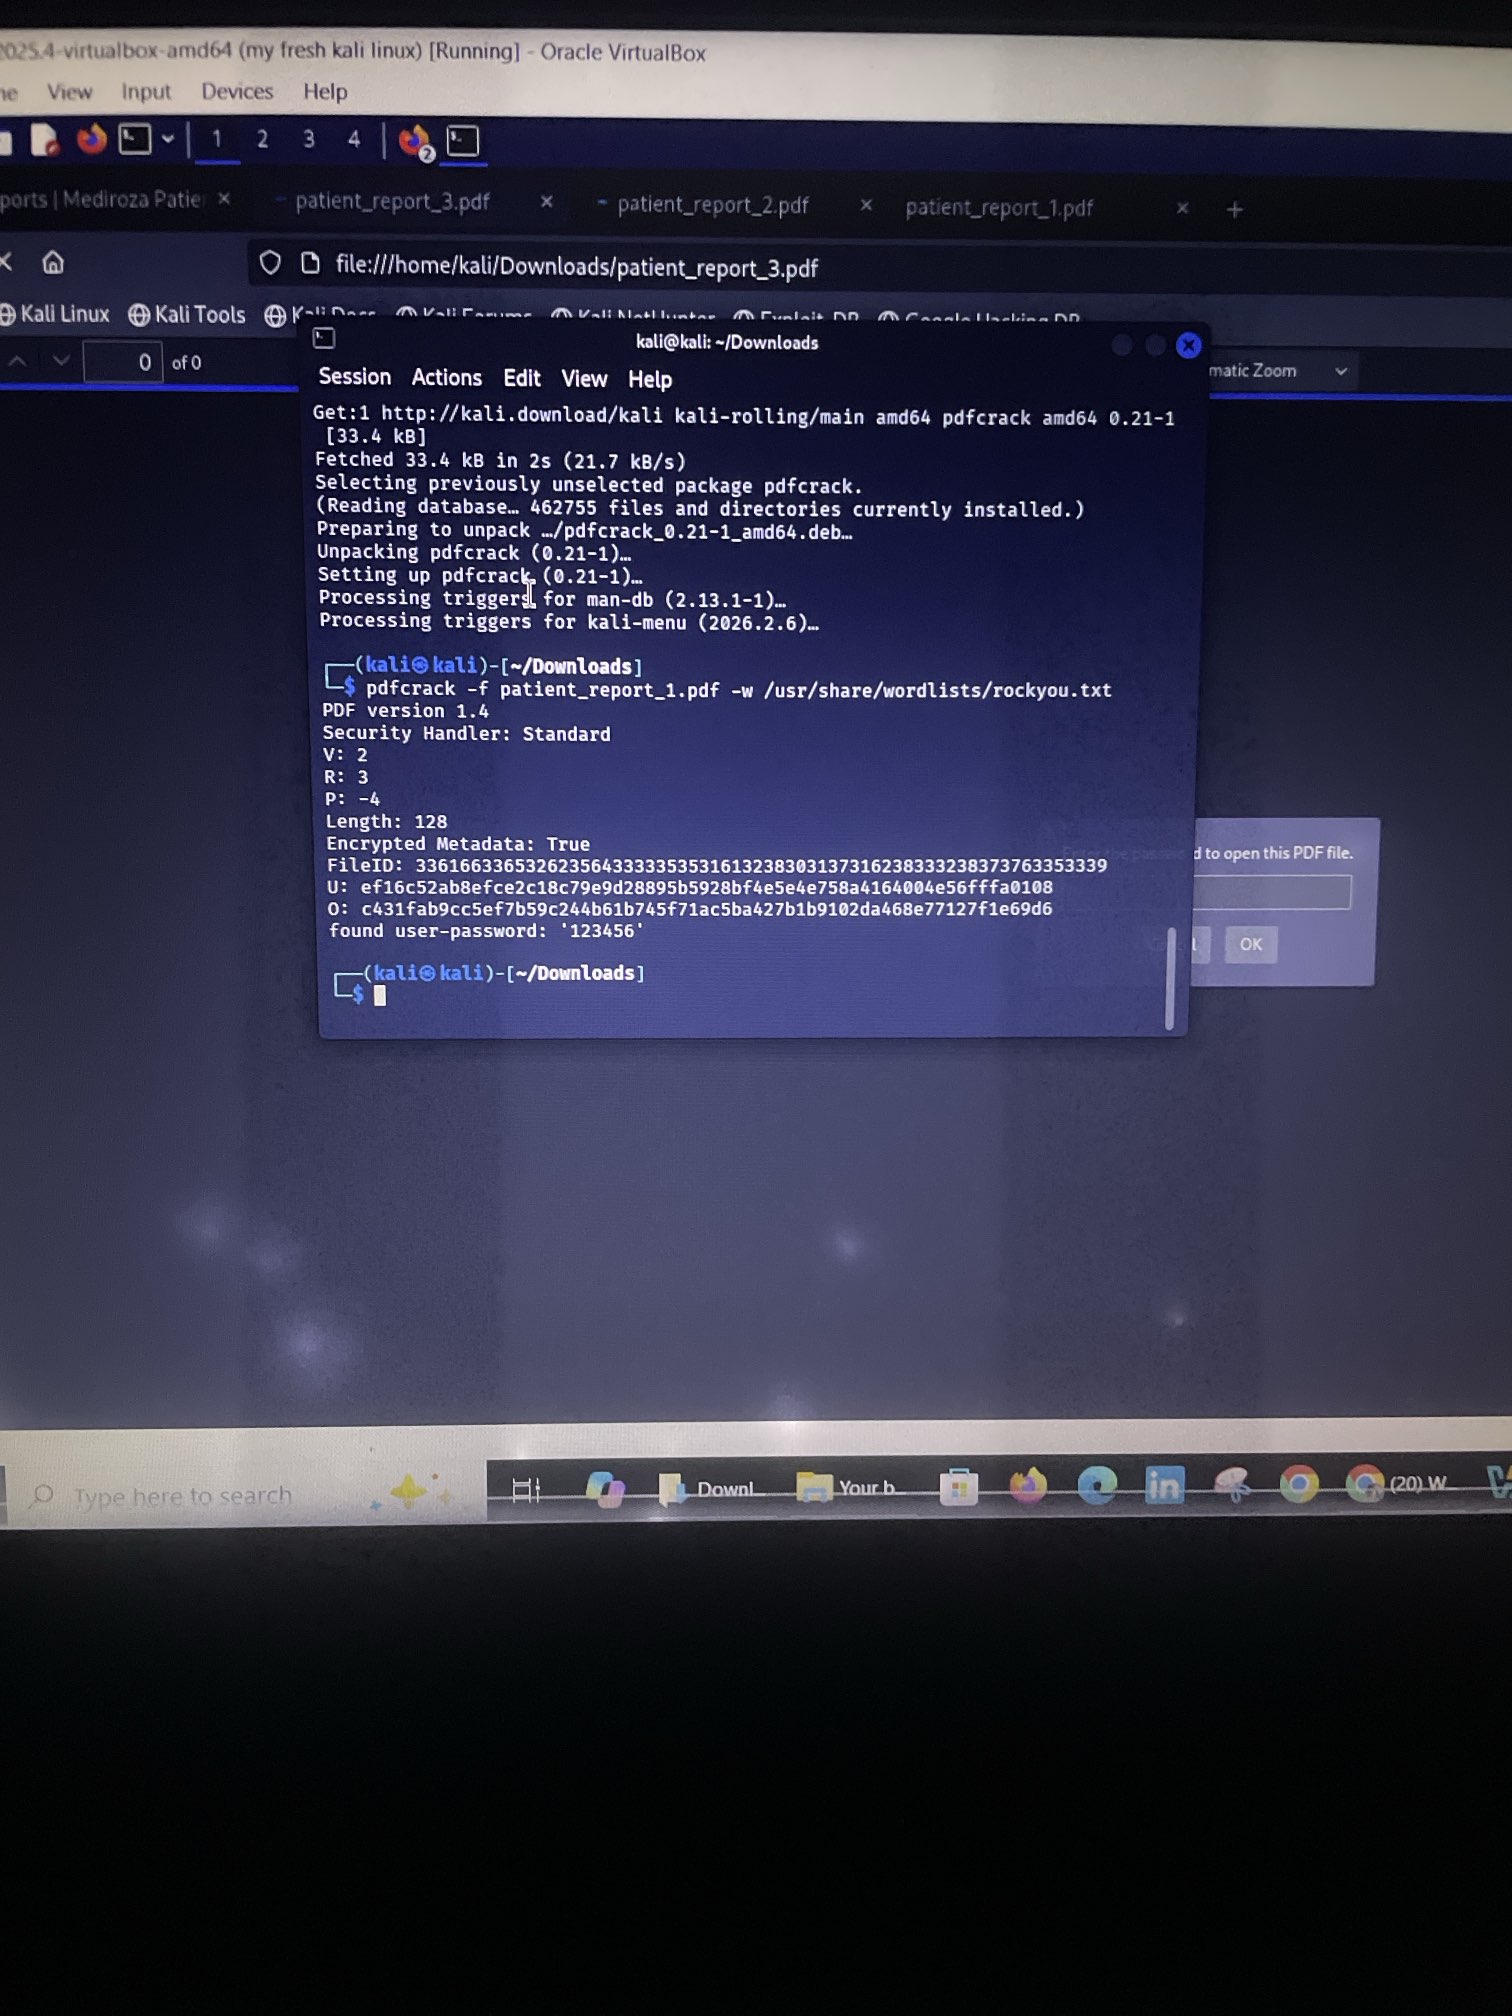 2025.4-virtualbox-amd64 (my fresh kali linux) [Running] - Oracle VirtualBox
View Input Devices Help
1 2 3 4
2
ports | Mediroza Patie
patient_report_3.pdf
patient_report_2.pdf
patient_report_1.pdf
file:///home/kali/Downloads/patient_report_3.pdf
Kali Linux Kali Tools
0 of 0
matic Zoom
kali@kali: ~/Downloads
Session Actions Edit View Help
Get:1 http://kali.download/kali kali-rolling/main amd64 pdfcrack amd64 0.21-1
[33.4 kB]
Fetched 33.4 kB in 2s (21.7 kB/s)
Selecting previously unselected package pdfcrack.
(Reading database… 462755 files and directories currently installed.)
Preparing to unpack …/pdfcrack_0.21-1_amd64.deb…
Unpacking pdfcrack (0.21-1)…
Setting up pdfcrack (0.21-1)…
Processing triggers for man-db (2.13.1-1)…
Processing triggers for kali-menu (2026.2.6)…
(kali㉿kali)-[~/Downloads]
$ pdfcrack -f patient_report_1.pdf -w /usr/share/wordlists/rockyou.txt
PDF version 1.4
Security Handler: Standard
V: 2
R: 3
P: -4
Length: 128
Encrypted Metadata: True
FileID: 3361663365326235643333353531613238303137316238333238373763353339
U: ef16c52ab8efce2c18c79e9d28895b5928bf4e5e4e758a4164004e56fffa0108
O: c431fab9cc5ef7b59c244b61b745f71ac5ba427b1b9102da468e77127f1e69d6
found user-password: '123456'
(kali㉿kali)-[~/Downloads]
$
d to open this PDF file.
OK
Type here to search
Downl...
Your b...
(20) W...